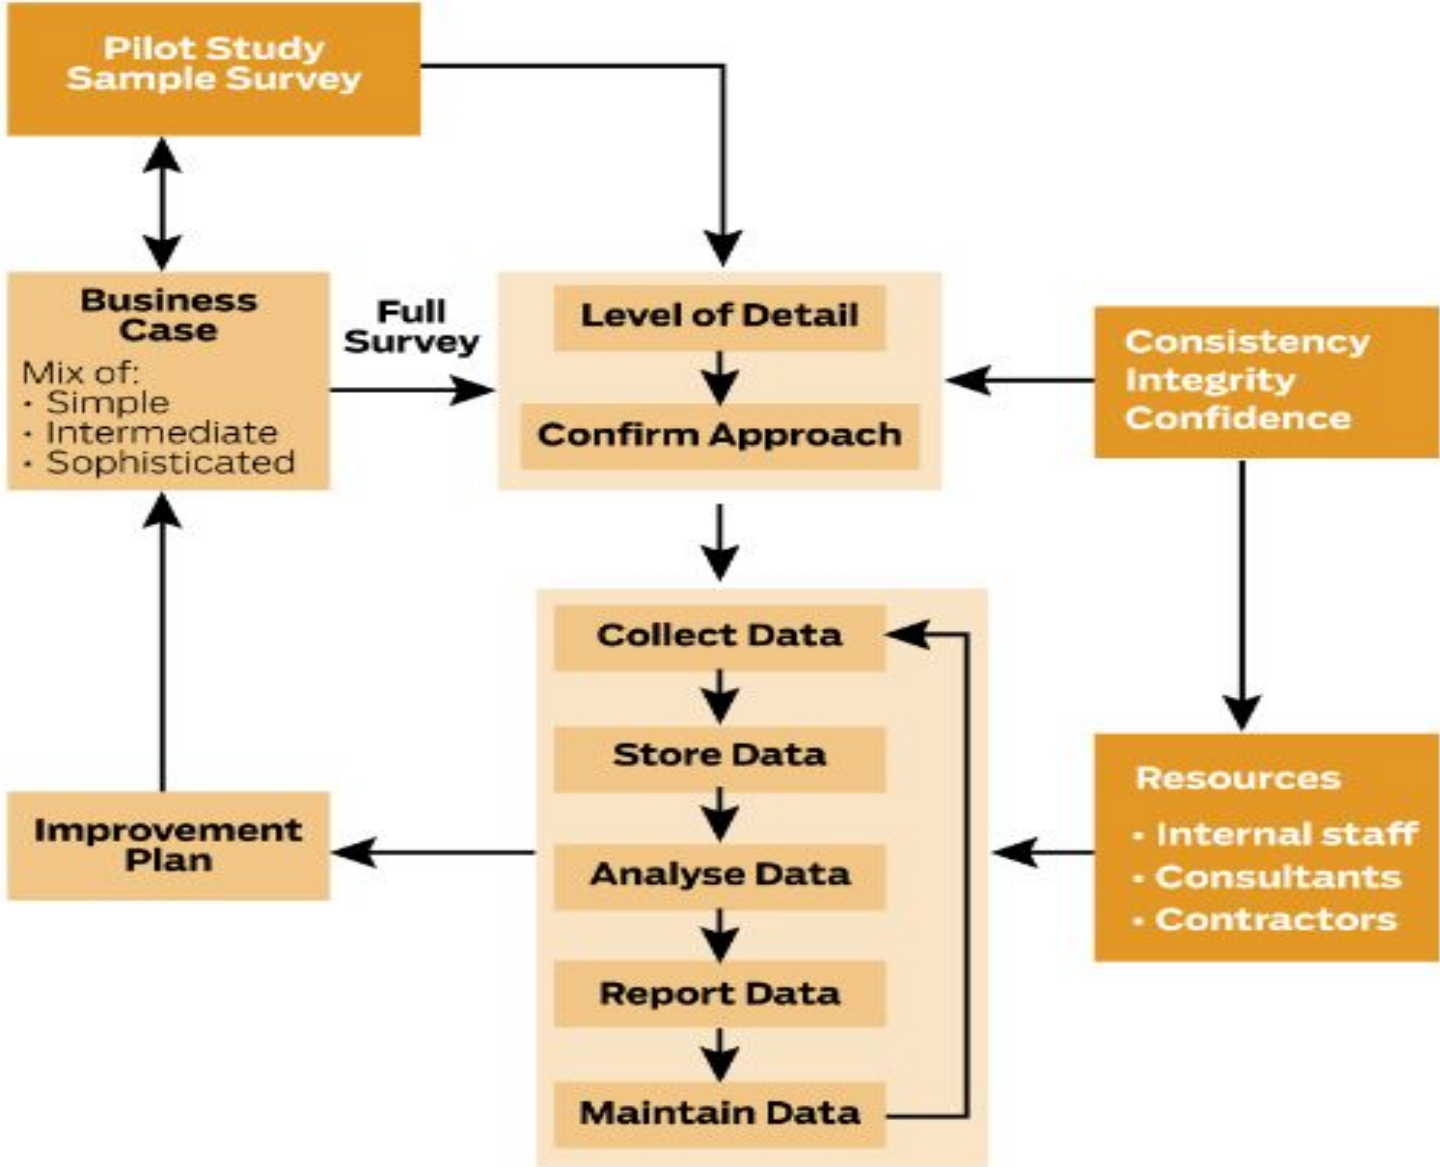 Pilot Study
Sample Survey
Business
Case
Mix of:
• Simple
• Intermediate
• Sophisticated
Full
Survey
Level of Detail
Confirm Approach
Consistency
Integrity
Confidence
Collect Data
Store Data
Analyse Data
Report Data
Maintain Data
Improvement
Plan
Resources
• Internal staff
• Consultants
• Contractors